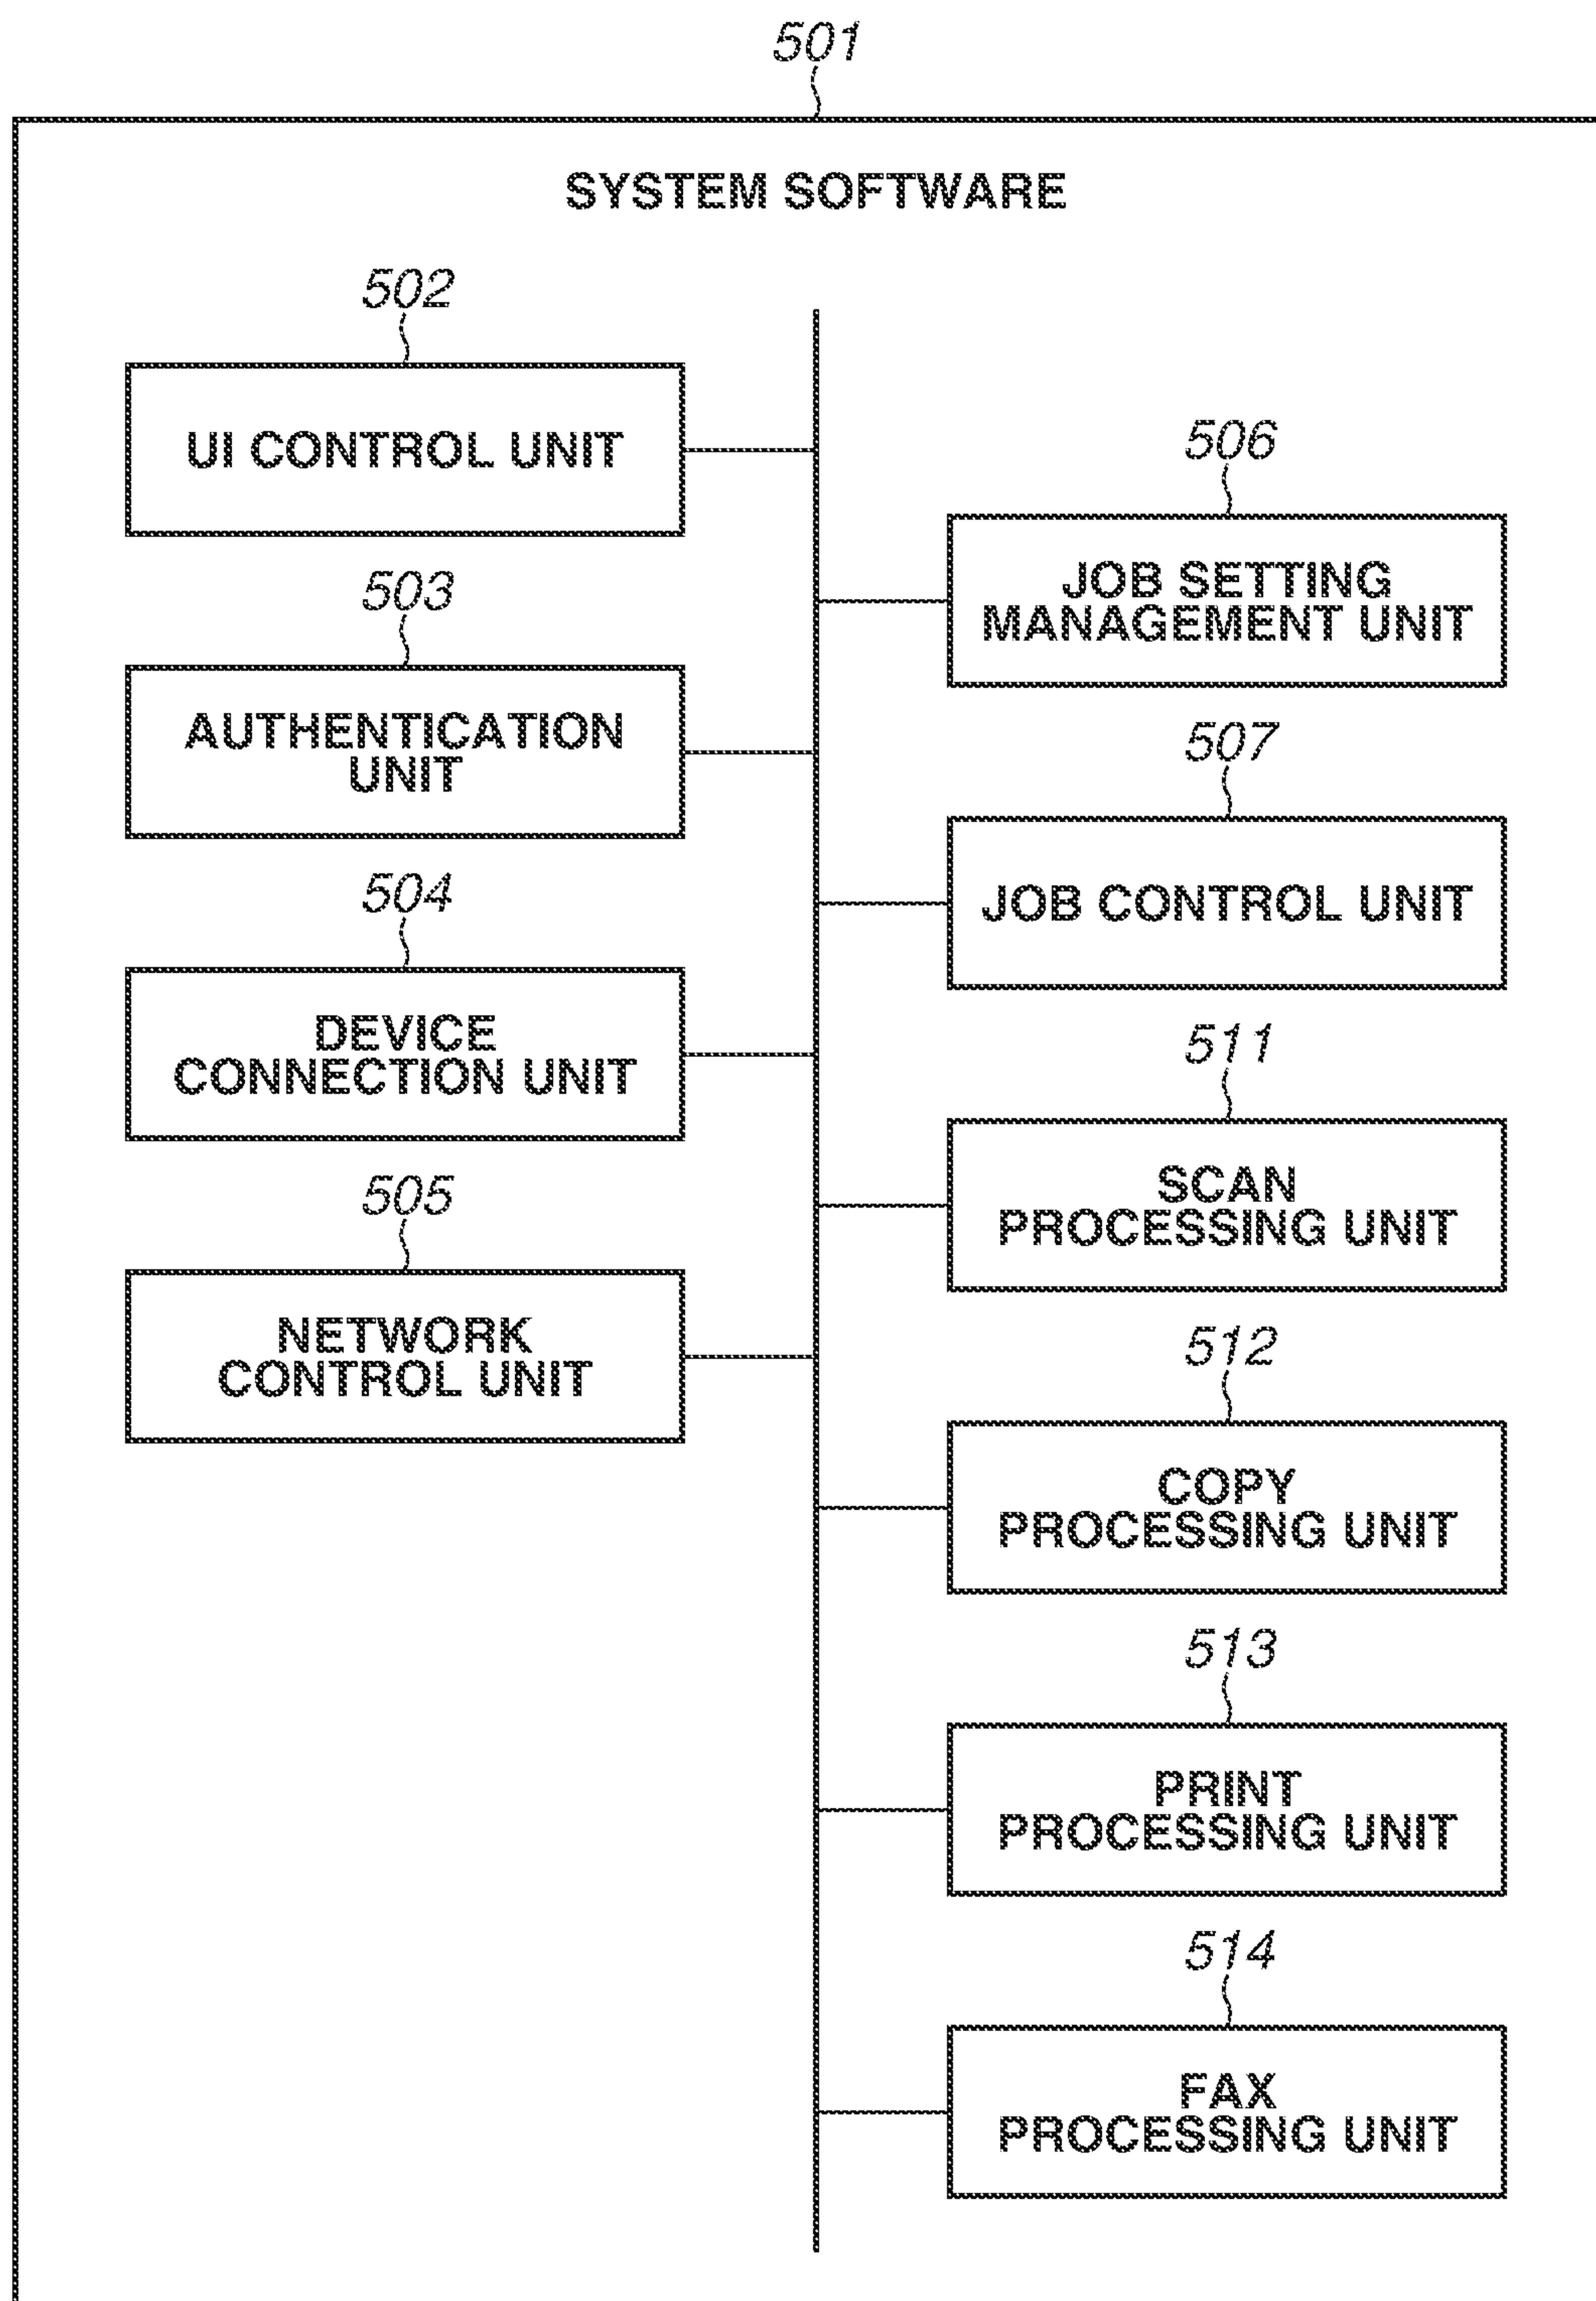 501
SYSTEM SOFTWARE
502
UI CONTROL UNIT
503
AUTHENTICATION
UNIT
504
DEVICE
CONNECTION UNIT
505
NETWORK
CONTROL UNIT
506
JOB SETTING
MANAGEMENT UNIT
507
JOB CONTROL UNIT
511
SCAN
PROCESSING UNIT
512
COPY
PROCESSING UNIT
513
PRINT
PROCESSING UNIT
514
FAX
PROCESSING UNIT